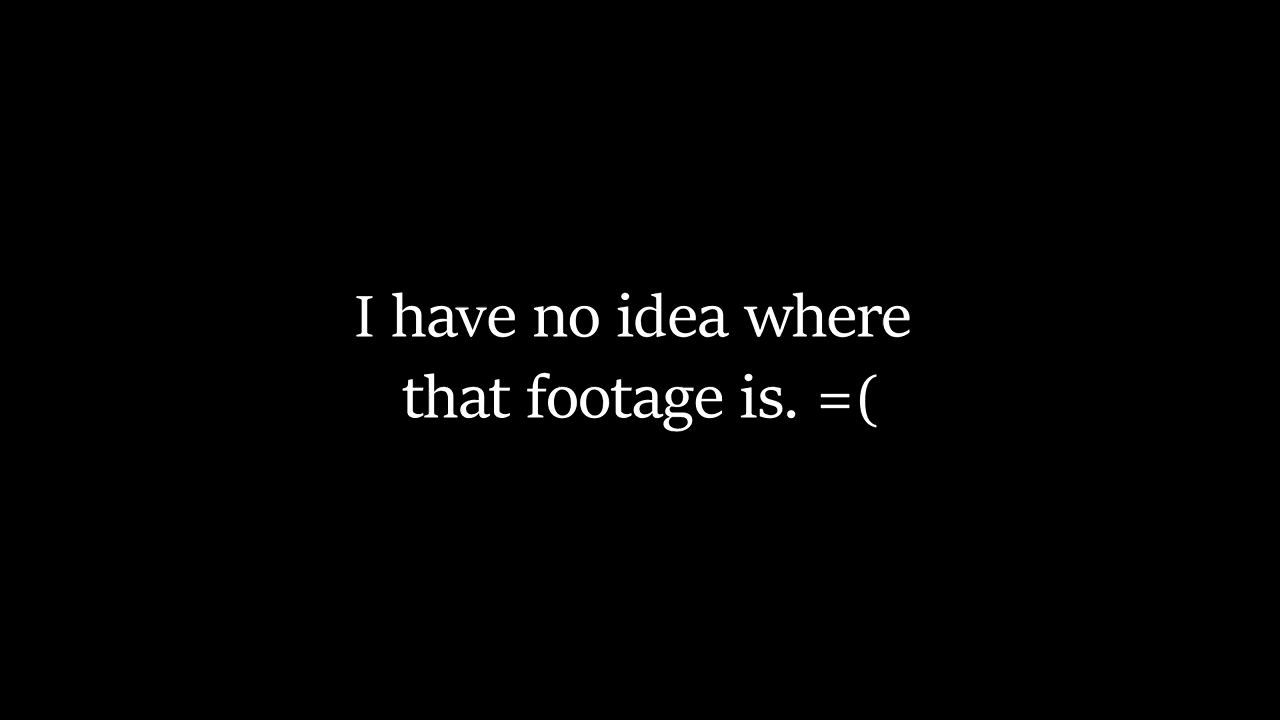 I have no idea where
that footage is. =(